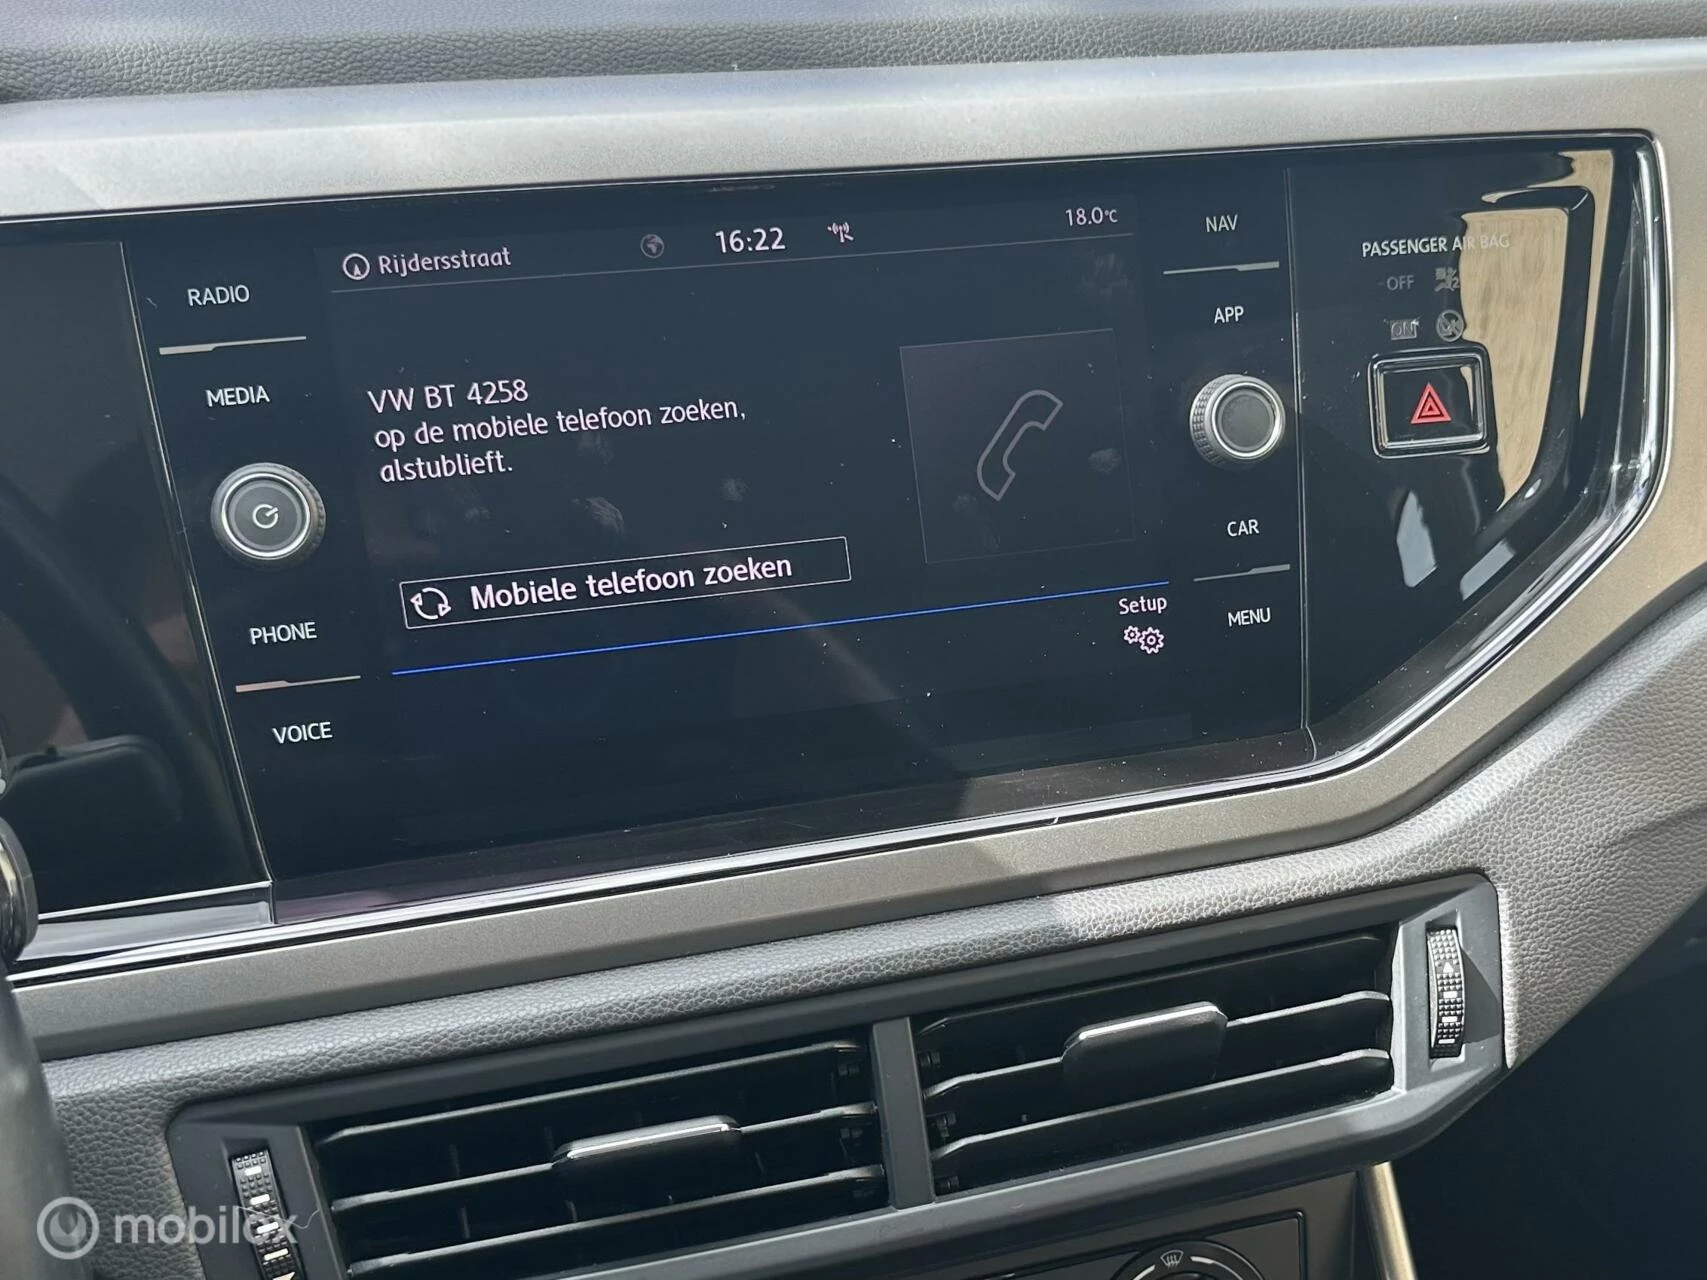 Rijdersstraat
16:22
18.0°C
RADIO
MEDIA
PHONE
VOICE
VW BT 4258
op de mobiele telefoon zoeken,
alstublieft.
Mobiele telefoon zoeken
Setup
NAV
APP
CAR
MENU
PASSENGER AIR BAG
OFF
ON
mobilox